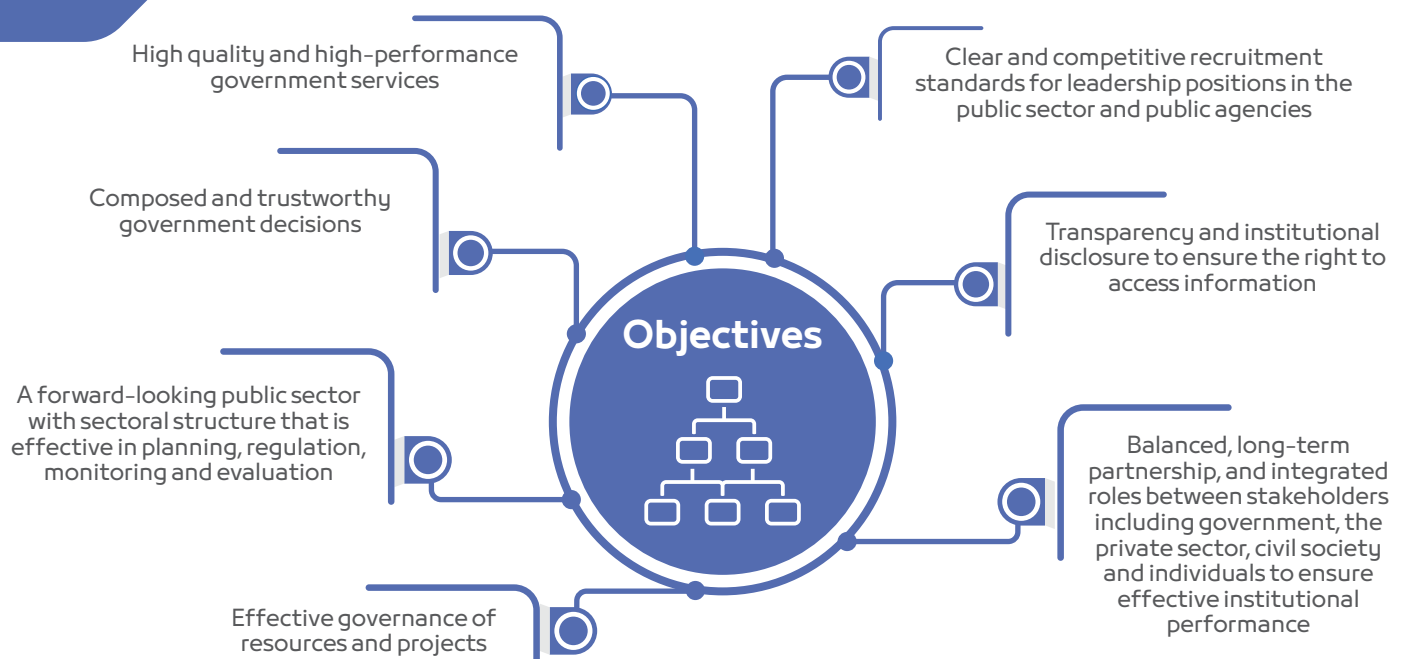 High quality and high-performance
government services
Clear and competitive recruitment
standards for leadership positions in the
public sector and public agencies
Composed and trustworthy
government decisions
Transparency and institutional
disclosure to ensure the right to
access information
Objectives
A forward-looking public sector
with sectoral structure that is
effective in planning, regulation,
monitoring and evaluation
Balanced, long-term
partnership, and integrated
roles between stakeholders
including government, the
private sector, civil society
and individuals to ensure
effective institutional
performance
Effective governance of
resources and projects